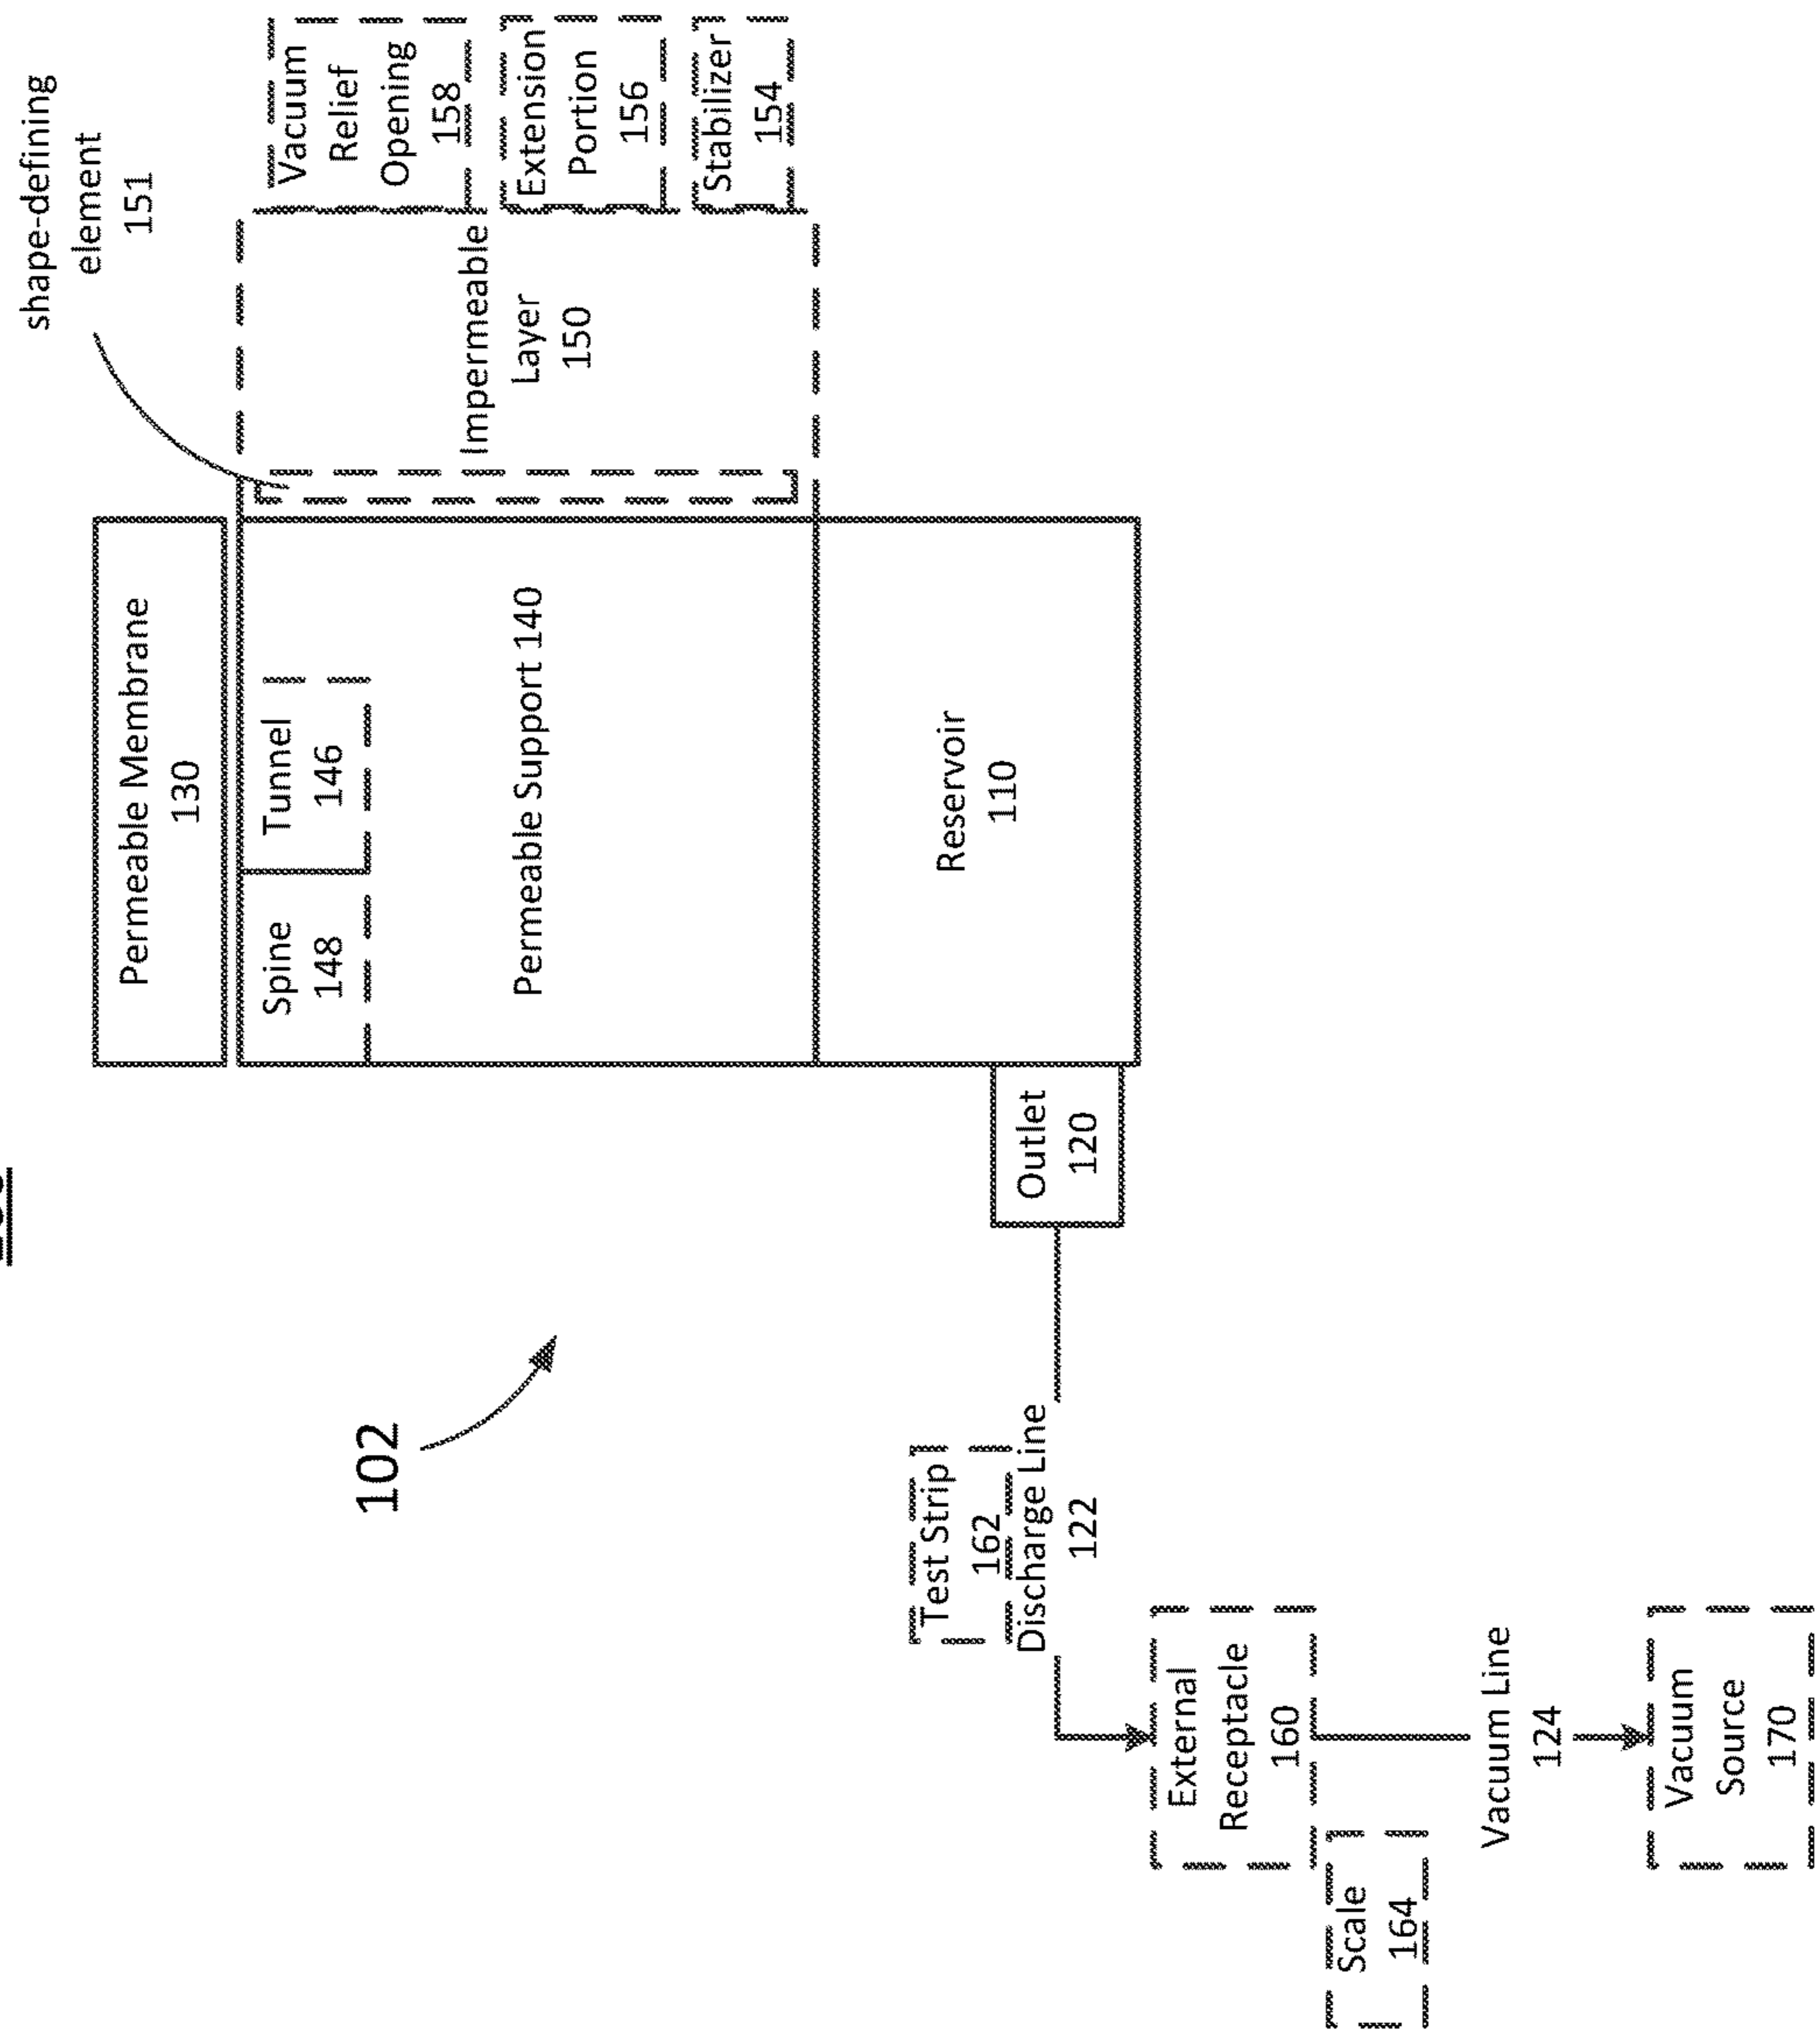 shape-defining
element
151
Permeable Membrane
130
Vacuum
Relief
Opening
158
Extension
Portion
156
Stabilizer
154
Impermeable
Layer
150
Tunnel
146
Spine
148
Permeable Support 140
Reservoir
110
Outlet
120
102
Test Strip
162
Discharge Line
122
External
Receptacle
160
Scale
164
Vacuum Line
124
Vacuum
Source
170